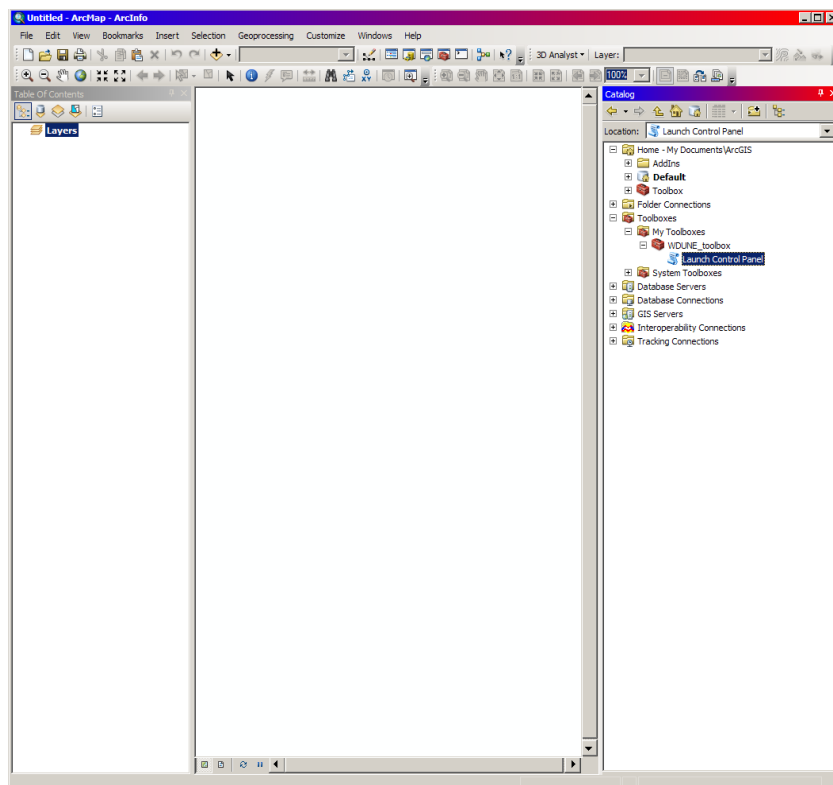 Untitled - ArcMap - ArcInfo
File Edit View Bookmarks Insert Selection Geoprocessing Customize Windows Help
3D Analyst Layer:
100%
Table Of Contents
Layers
Catalog
Location: Launch Control Panel
Home - My Documents\ArcGIS
AddIns
Default
Toolbox
Folder Connections
Toolboxes
My Toolboxes
WDUNE_toolbox
Launch Control Panel
System Toolboxes
Database Servers
Database Connections
GIS Servers
Interoperability Connections
Tracking Connections